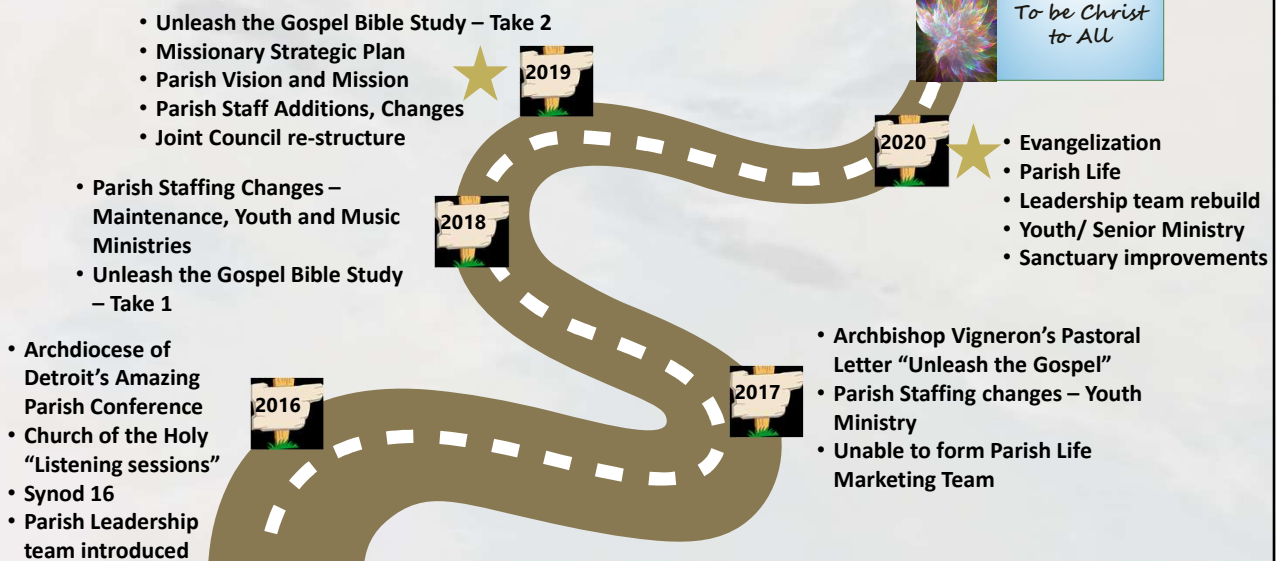 • Unleash the Gospel Bible Study – Take 2
• Missionary Strategic Plan
• Parish Vision and Mission
• Parish Staff Additions, Changes
• Joint Council re-structure
2019
To be Christ
to All
2020
• Evangelization
• Parish Life
• Leadership team rebuild
• Youth/ Senior Ministry
• Sanctuary improvements
• Parish Staffing Changes –
Maintenance, Youth and Music
Ministries
• Unleash the Gospel Bible Study
– Take 1
2018
• Archdiocese of
Detroit's Amazing
Parish Conference
• Church of the Holy
"Listening sessions"
• Synod 16
• Parish Leadership
team introduced
2016
2017
• Archbishop Vigneron's Pastoral
Letter "Unleash the Gospel"
• Parish Staffing changes – Youth
Ministry
• Unable to form Parish Life
Marketing Team